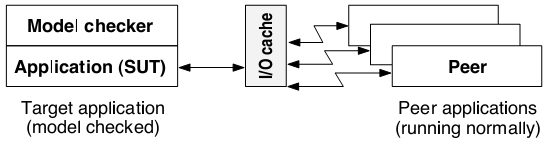 Model checker
Application (SUT)
I/O cache
Peer
Target application
(model checked)
Peer applications
(running normally)